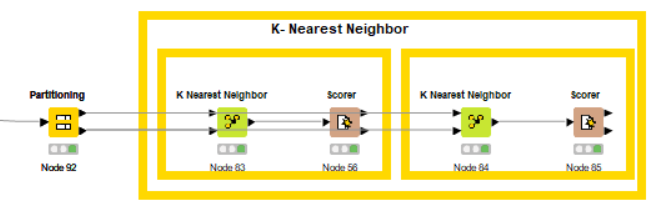 K- Nearest Neighbor
Partitioning
K Nearest Neighbor
Scorer
K Nearest Neighbor
Scorer
Node 92
Node 83
Node 56
Node 84
Node 85